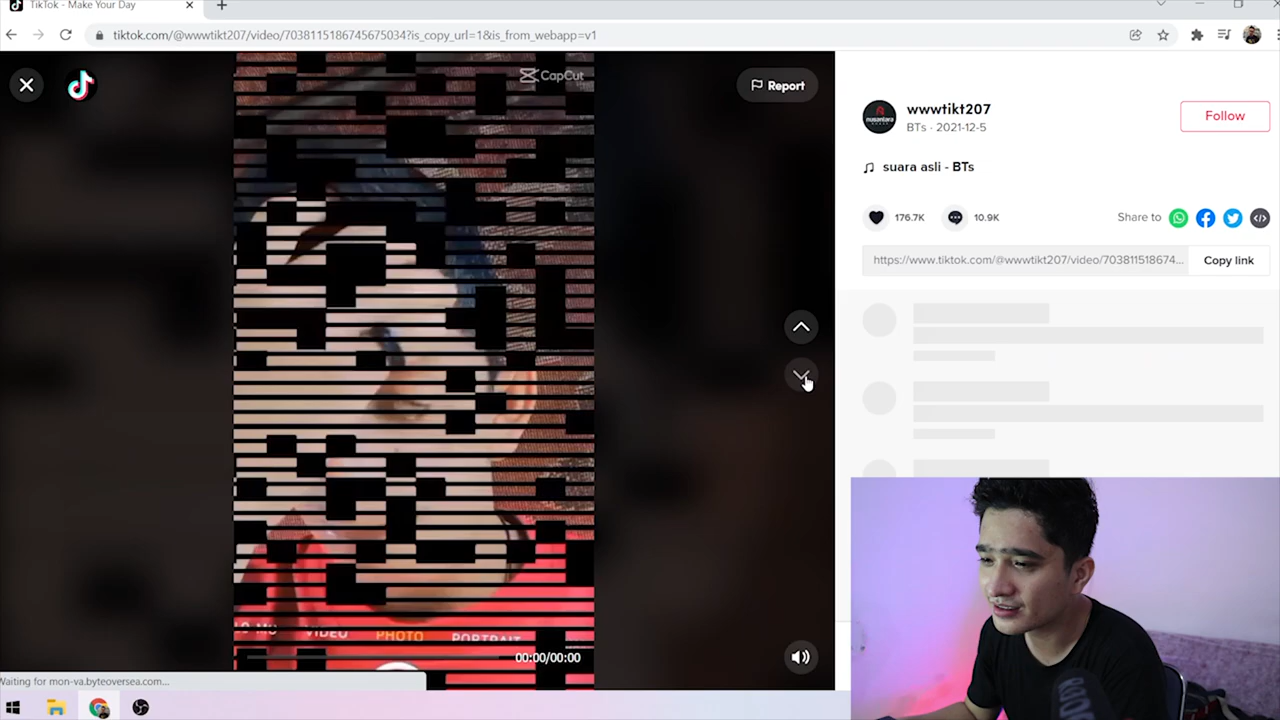 TikTok - Make Your Day
tiktok.com/@wwwtikt207/video/7038115186745675034?is_copy_url=1&is_from_webapp=v1
CapCut
Report
wwwtikt207
BTs · 2021-12-5
Follow
suara asli - BTs
176.7K
10.9K
Share to
https://www.tiktok.com/@wwwtikt207/video/703811518674...
Copy link
VIDEO
PHOTO
PORTRAIT
00:00/00:00
Waiting for mon-va.byteoversea.com...